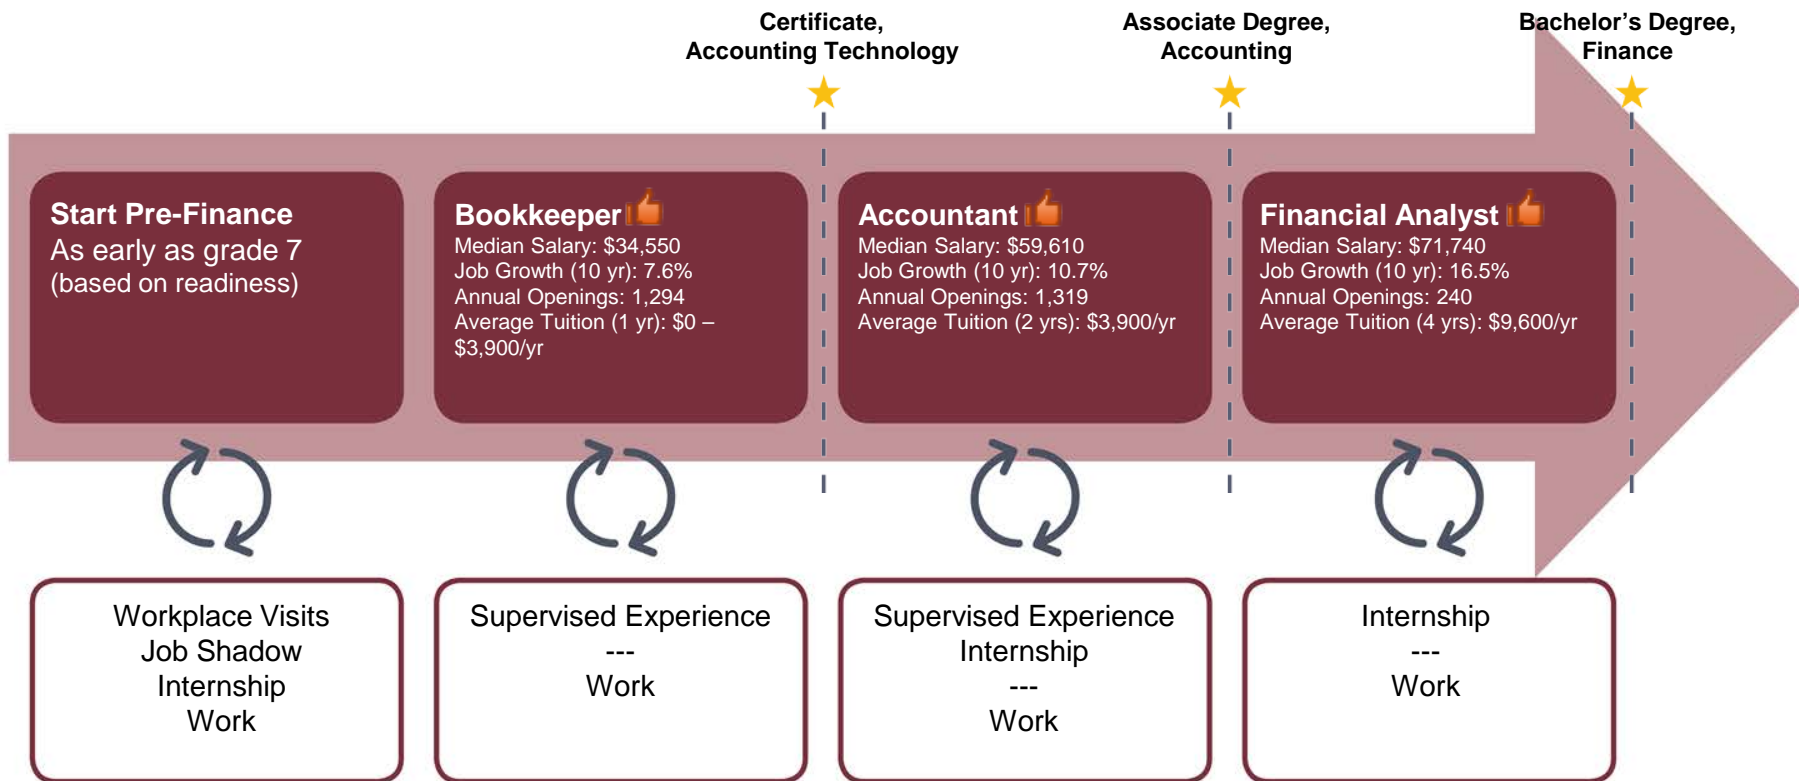 Certificate,
Accounting Technology
Associate Degree,
Accounting
Bachelor’s Degree,
Finance
Start Pre-Finance
As early as grade 7
(based on readiness)
Bookkeeper
Median Salary: $34,550
Job Growth (10 yr): 7.6%
Annual Openings: 1,294
Average Tuition (1 yr): $0 –
$3,900/yr
Accountant
Median Salary: $59,610
Job Growth (10 yr): 10.7%
Annual Openings: 1,319
Average Tuition (2 yrs): $3,900/yr
Financial Analyst
Median Salary: $71,740
Job Growth (10 yr): 16.5%
Annual Openings: 240
Average Tuition (4 yrs): $9,600/yr
Workplace Visits
Job Shadow
Internship
Work
Supervised Experience
---
Work
Supervised Experience
Internship
---
Work
Internship
---
Work